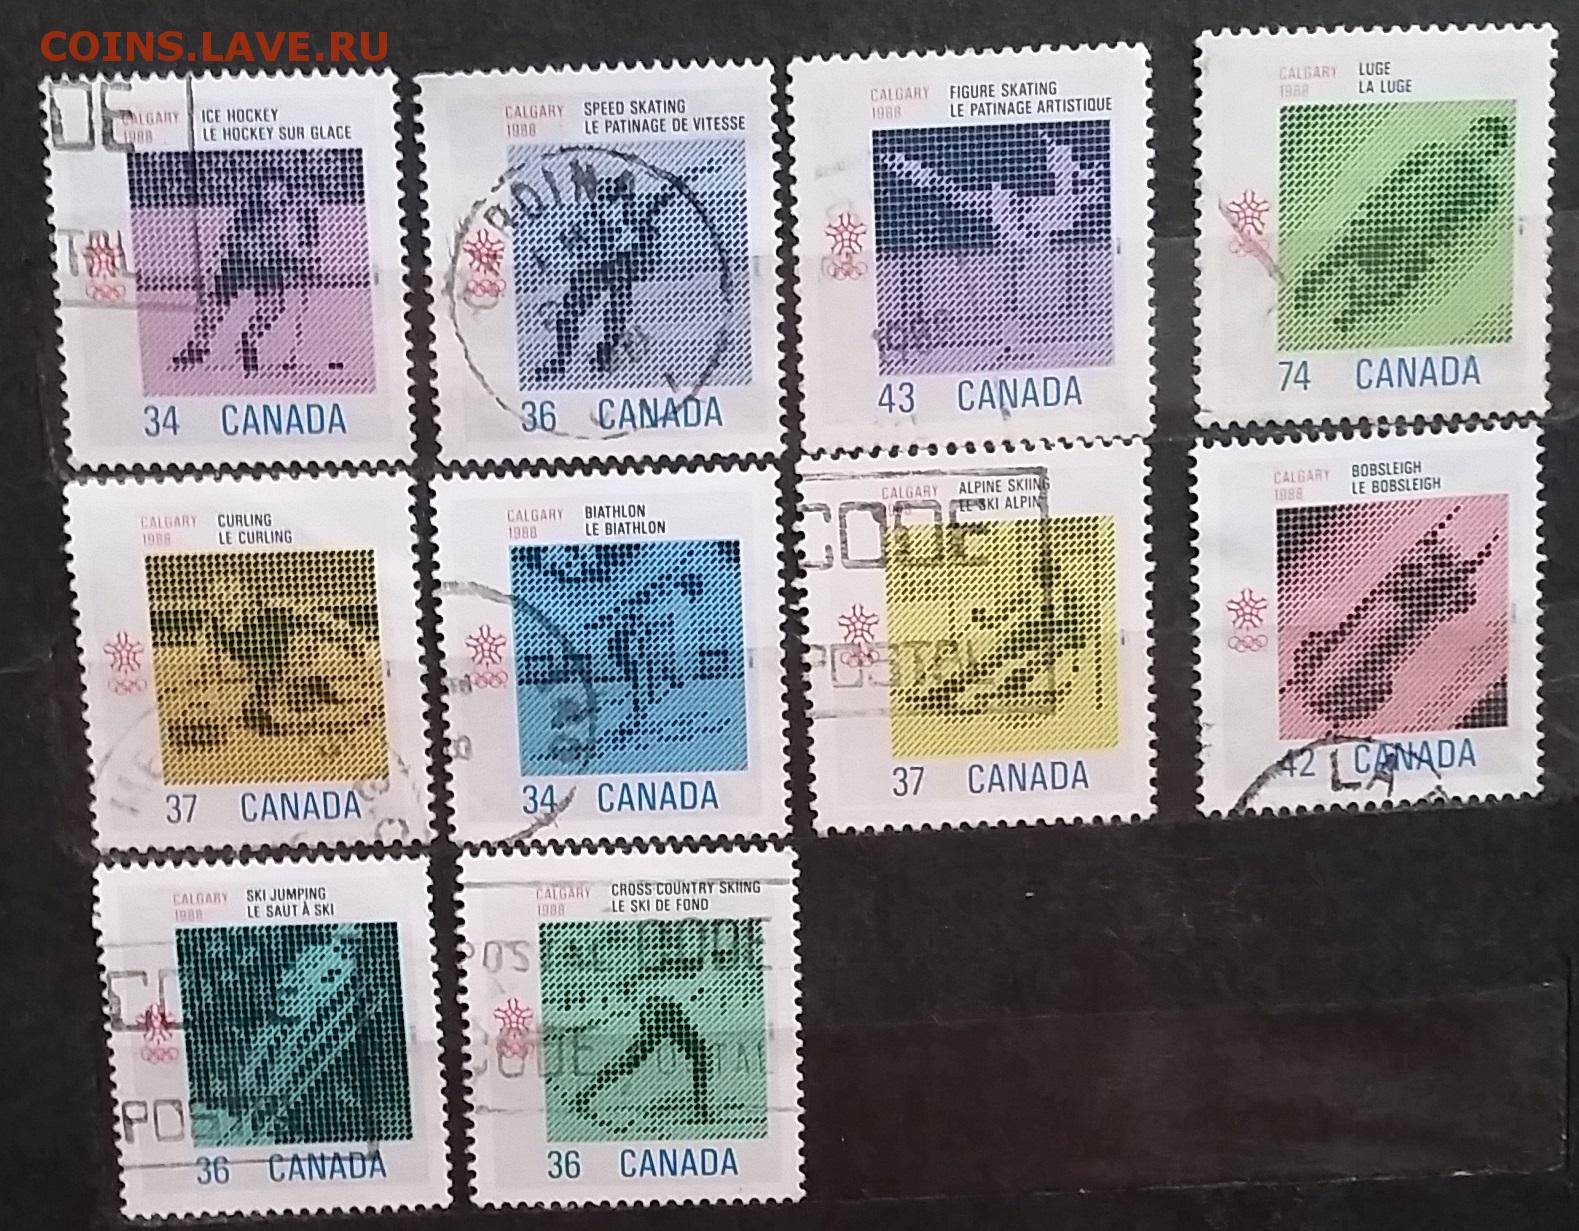 COINS.LAVE.RU
CALGARY
1988
ICE HOCKEY
LE HOCKEY SUR GLACE
34 CANADA
CALGARY
1988
SPEED SKATING
LE PATINAGE DE VITESSE
36 CANADA
CALGARY
1988
FIGURE SKATING
LE PATINAGE ARTISTIQUE
43 CANADA
CALGARY
1988
LUGE
LA LUGE
74 CANADA
CALGARY
1988
CURLING
LE CURLING
37 CANADA
CALGARY
1988
BIATHLON
LE BIATHLON
34 CANADA
CALGARY
1988
ALPINE SKIING
LE SKI ALPIN
CODE
POSTAL
37 CANADA
CALGARY
1988
BOBSLEIGH
LE BOBSLEIGH
42 CANADA
LA
CALGARY
1988
SKI JUMPING
LE SAUT À SKI
36 CANADA
CALGARY
1988
CROSS COUNTRY SKIING
LE SKI DE FOND
CODE
CODE POSTAL
36 CANADA